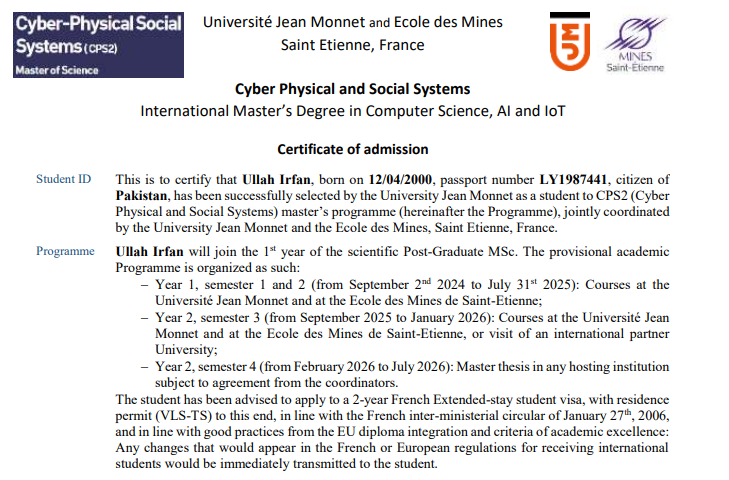 Cyber-Physical Social
Systems (CPS2)
Master of Science
Université Jean Monnet and Ecole des Mines
Saint Etienne, France
MINES
Saint-Étienne
Cyber Physical and Social Systems
International Master's Degree in Computer Science, AI and IoT
Certificate of admission
Student ID
This is to certify that Ullah Irfan, born on 12/04/2000, passport number LY1987441, citizen of
Pakistan, has been successfully selected by the University Jean Monnet as a student to CPS2 (Cyber
Physical and Social Systems) master's programme (hereinafter the Programme), jointly coordinated
by the University Jean Monnet and the Ecole des Mines, Saint Etienne, France.
Programme
Ullah Irfan will join the 1st year of the scientific Post-Graduate MSc. The provisional academic
Programme is organized as such:
– Year 1, semester 1 and 2 (from September 2nd 2024 to July 31st 2025): Courses at the
Université Jean Monnet and at the Ecole des Mines de Saint-Etienne;
– Year 2, semester 3 (from September 2025 to January 2026): Courses at the Université Jean
Monnet and at the Ecole des Mines de Saint-Etienne, or visit of an international partner
University;
– Year 2, semester 4 (from February 2026 to July 2026): Master thesis in any hosting institution
subject to agreement from the coordinators.
The student has been advised to apply to a 2-year French Extended-stay student visa, with residence
permit (VLS-TS) to this end, in line with the French inter-ministerial circular of January 27th, 2006,
and in line with good practices from the EU diploma integration and criteria of academic excellence:
Any changes that would appear in the French or European regulations for receiving international
students would be immediately transmitted to the student.